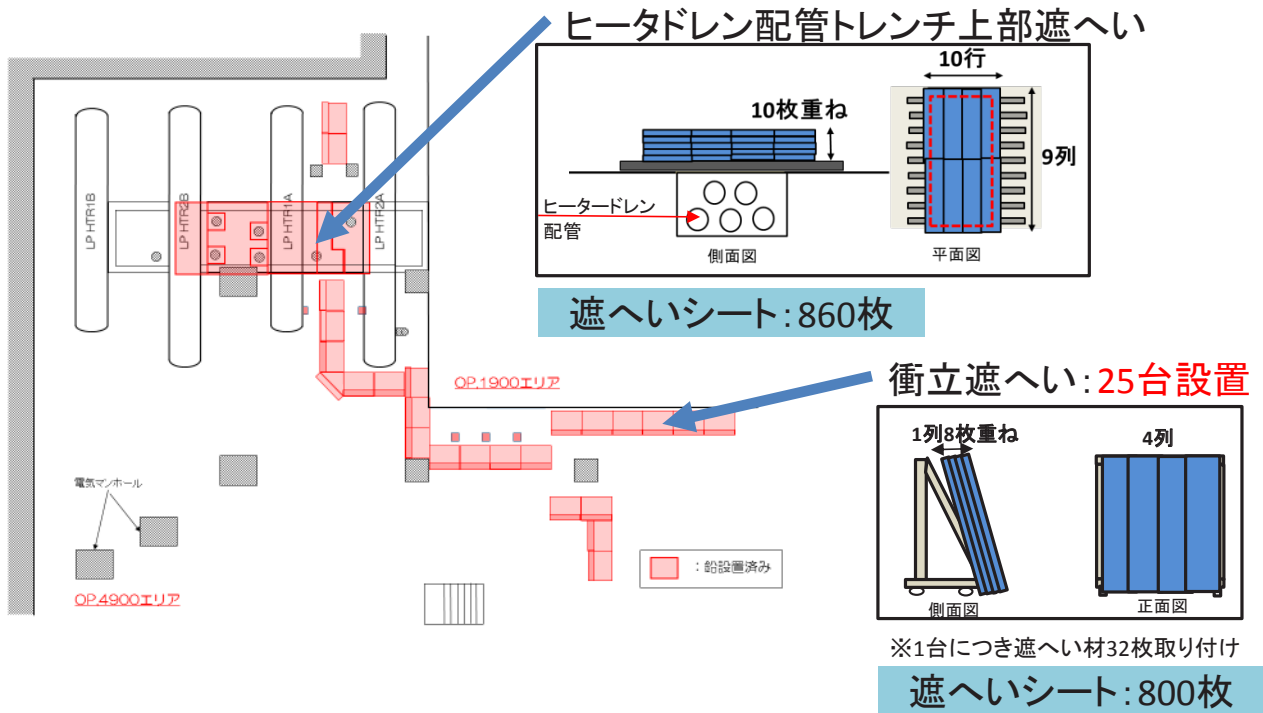 ヒータドレン配管トレンチ上部遮へい
10行
10枚重ね
9列
ヒータードレン
配管
側面図
平面図
遮へいシート:860枚
LP HTR1B
LP HTR2B
LP HTR1A
LP HTR2A
OP.1900エリア
衝立遮へい:25台設置
1列8枚重ね
4列
側面図
正面図
※1台につき遮へい材32枚取り付け
遮へいシート:800枚
電気マンホール
OP.4900エリア
:鉛設置済み